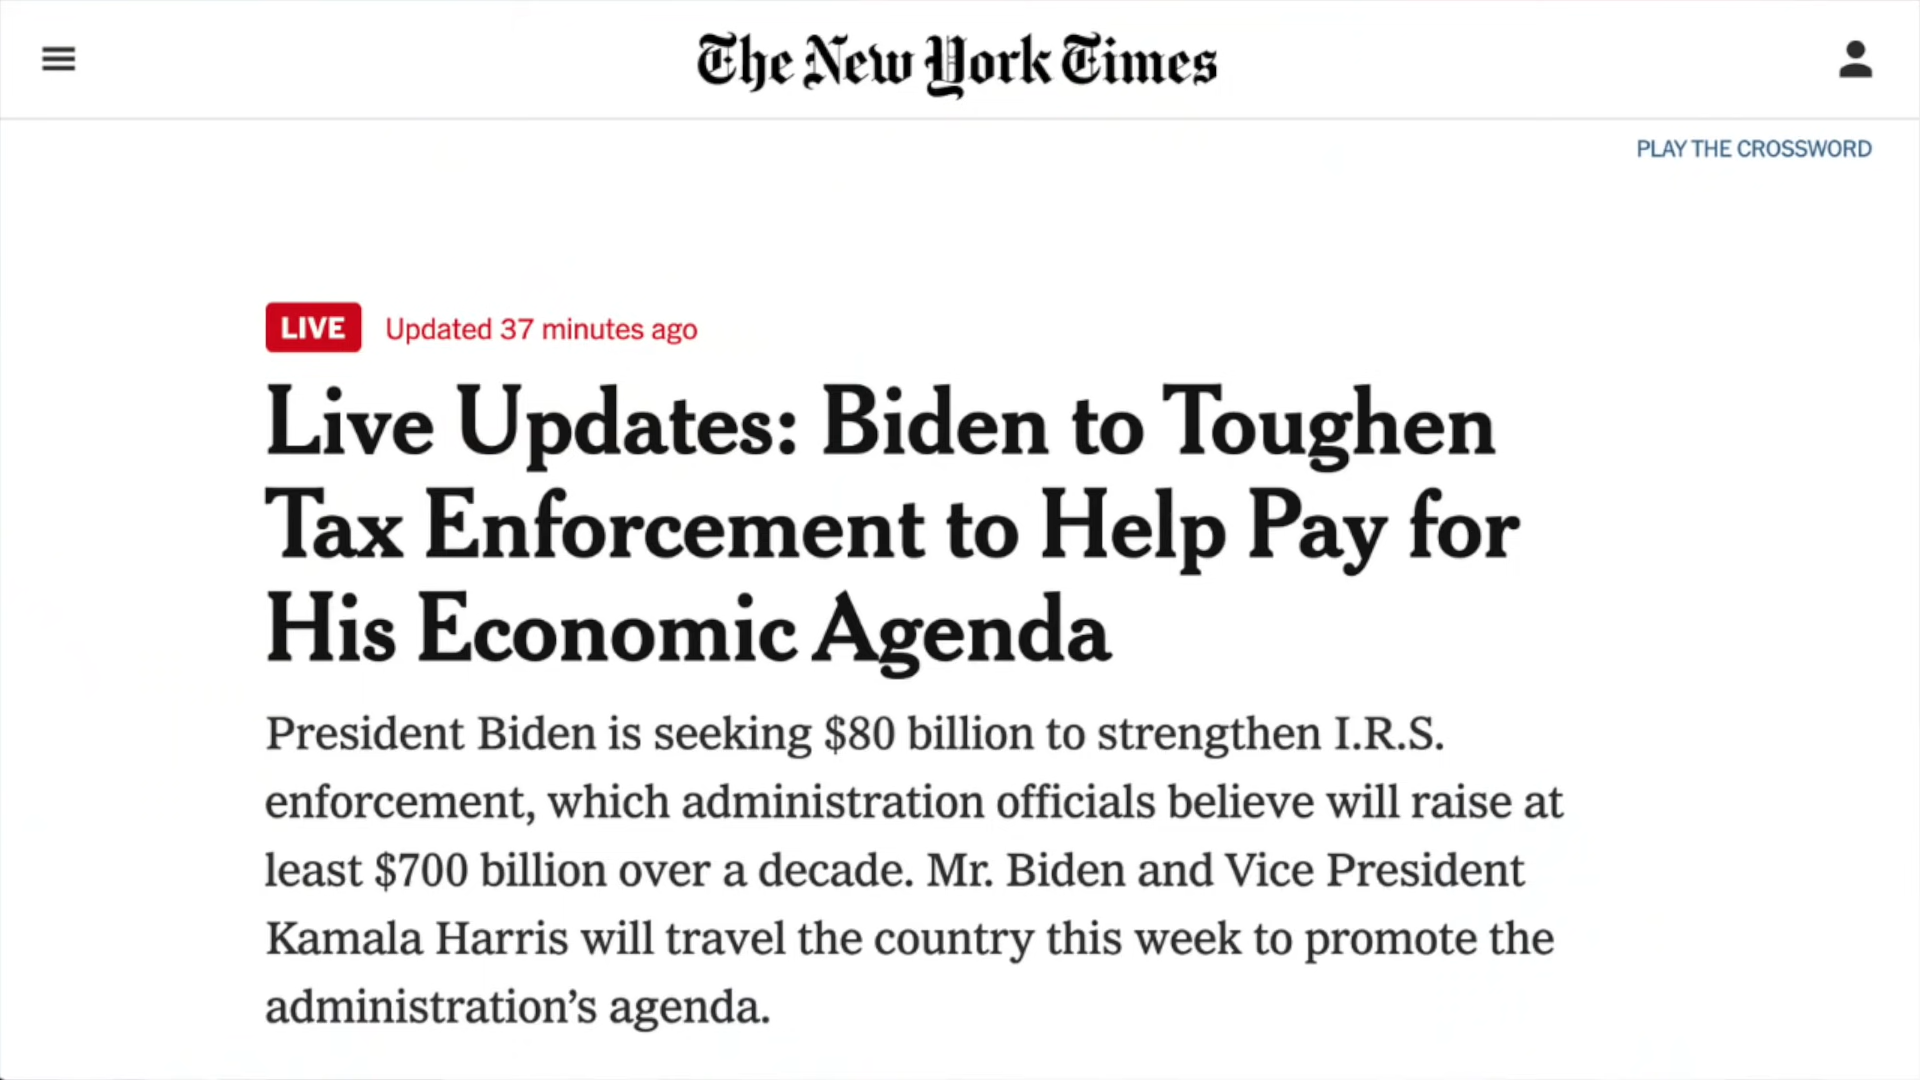 The New York Times
PLAY THE CROSSWORD
LIVE Updated 37 minutes ago
Live Updates: Biden to Toughen
Tax Enforcement to Help Pay for
His Economic Agenda
President Biden is seeking $80 billion to strengthen I.R.S.
enforcement, which administration officials believe will raise at
least $700 billion over a decade. Mr. Biden and Vice President
Kamala Harris will travel the country this week to promote the
administration’s agenda.